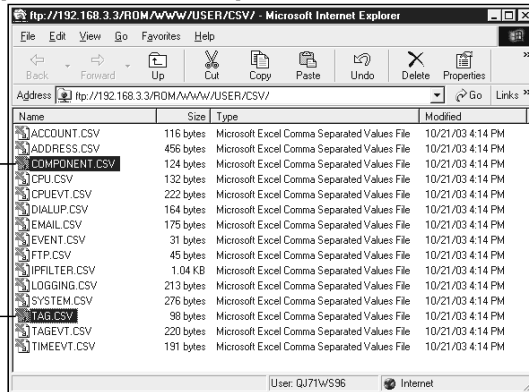 ftp://192.168.3.3/ROM/WWW/USER/CSV/ - Microsoft Internet Explorer
File Edit View Go Favorites Help
Back Forward Up Cut Copy Paste Undo Delete Properties »
Address ftp://192.168.3.3/ROM/WWW/USER/CSV/ Go Links »
Name Size Type Modified
ACCOUNT.CSV 116 bytes Microsoft Excel Comma Separated Values File 10/21/03 4:14 PM
ADDRESS.CSV 456 bytes Microsoft Excel Comma Separated Values File 10/21/03 4:14 PM
COMPONENT.CSV 124 bytes Microsoft Excel Comma Separated Values File 10/21/03 4:14 PM
CPU.CSV 132 bytes Microsoft Excel Comma Separated Values File 10/21/03 4:14 PM
CPUEVT.CSV 222 bytes Microsoft Excel Comma Separated Values File 10/21/03 4:14 PM
DIALUP.CSV 164 bytes Microsoft Excel Comma Separated Values File 10/21/03 4:14 PM
EMAIL.CSV 175 bytes Microsoft Excel Comma Separated Values File 10/21/03 4:14 PM
EVENT.CSV 31 bytes Microsoft Excel Comma Separated Values File 10/21/03 4:14 PM
FTP.CSV 45 bytes Microsoft Excel Comma Separated Values File 10/21/03 4:14 PM
IPFILTER.CSV 1.04 KB Microsoft Excel Comma Separated Values File 10/21/03 4:14 PM
LOGGING.CSV 213 bytes Microsoft Excel Comma Separated Values File 10/21/03 4:14 PM
SYSTEM.CSV 276 bytes Microsoft Excel Comma Separated Values File 10/21/03 4:14 PM
TAG.CSV 98 bytes Microsoft Excel Comma Separated Values File 10/21/03 4:14 PM
TAGEVT.CSV 220 bytes Microsoft Excel Comma Separated Values File 10/21/03 4:14 PM
TIMEEVT.CSV 191 bytes Microsoft Excel Comma Separated Values File 10/21/03 4:14 PM
User: QJ71WS96 Internet